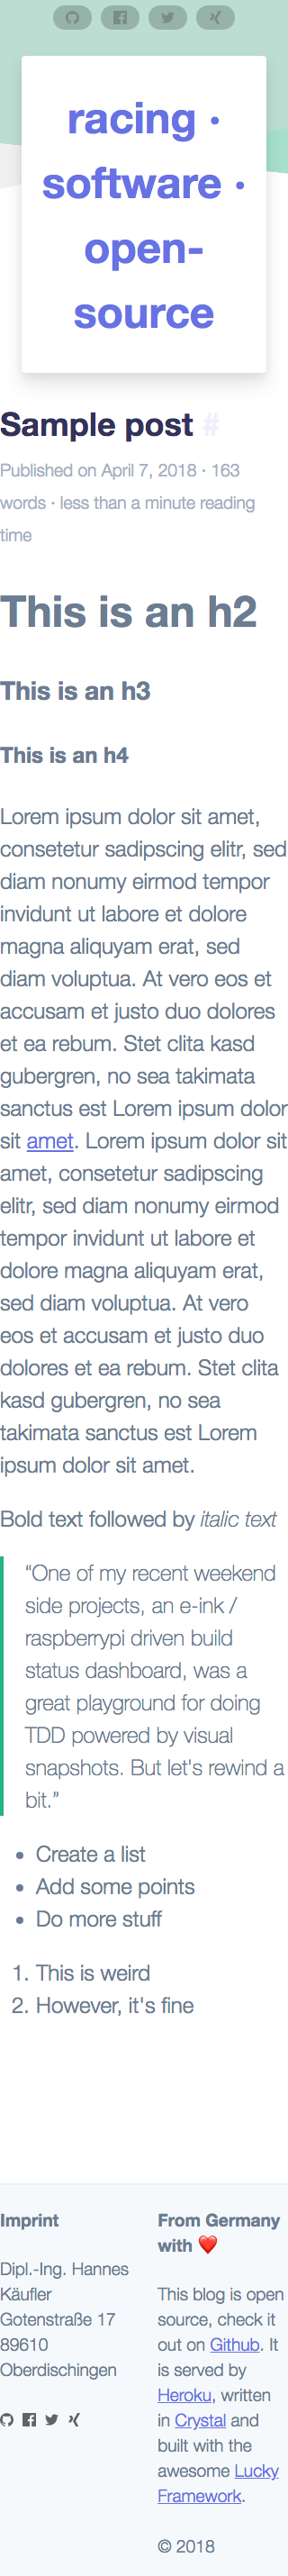 racing ·
software ·
open-
source
Sample post #
Published on April 7, 2018 · 163
words · less than a minute reading
time
This is an h2
This is an h3
This is an h4
Lorem ipsum dolor sit amet,
consetetur sadipscing elitr, sed
diam nonumy eirmod tempor
invidunt ut labore et dolore
magna aliquyam erat, sed
diam voluptua. At vero eos et
accusam et justo duo dolores
et ea rebum. Stet clita kasd
gubergren, no sea takimata
sanctus est Lorem ipsum dolor
sit amet. Lorem ipsum dolor sit
amet, consetetur sadipscing
elitr, sed diam nonumy eirmod
tempor invidunt ut labore et
dolore magna aliquyam erat,
sed diam voluptua. At vero
eos et accusam et justo duo
dolores et ea rebum. Stet clita
kasd gubergren, no sea
takimata sanctus est Lorem
ipsum dolor sit amet.
Bold text followed by italic text
“One of my recent weekend
side projects, an e-ink /
raspberrypi driven build
status dashboard, was a
great playground for doing
TDD powered by visual
snapshots. But let's rewind a
bit.”
• Create a list
• Add some points
• Do more stuff
1. This is weird
2. However, it's fine
Imprint
Dipl.-Ing. Hannes
Käufler
Gotenstraße 17
89610
Oberdischingen
From Germany
with ❤️
This blog is open
source, check it
out on Github. It
is served by
Heroku, written
in Crystal and
built with the
awesome Lucky
Framework.
© 2018